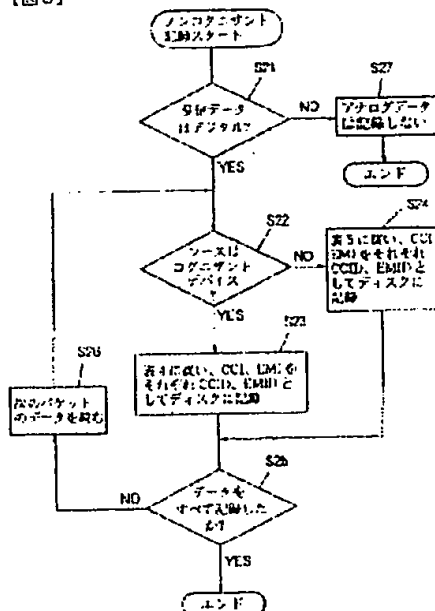 ノンコグニザント
記録スタート
S21
データ
はデジタル?
NO
S27
アナログデータ
は記録しない
エンド
YES
S22
ソースは
コグニザント
デバイス
?
NO
S24
表5に従い、CCI、
EMIをそれぞれ
CCID、EMIDと
してディスクに
記録
YES
S23
表4に従い、CCI、EMIを
それぞれCCID、EMIDと
してディスクに記録
S26
次のパケット
のデータを読む
S25
データを
すべて記録した
か?
NO
YES
エンド